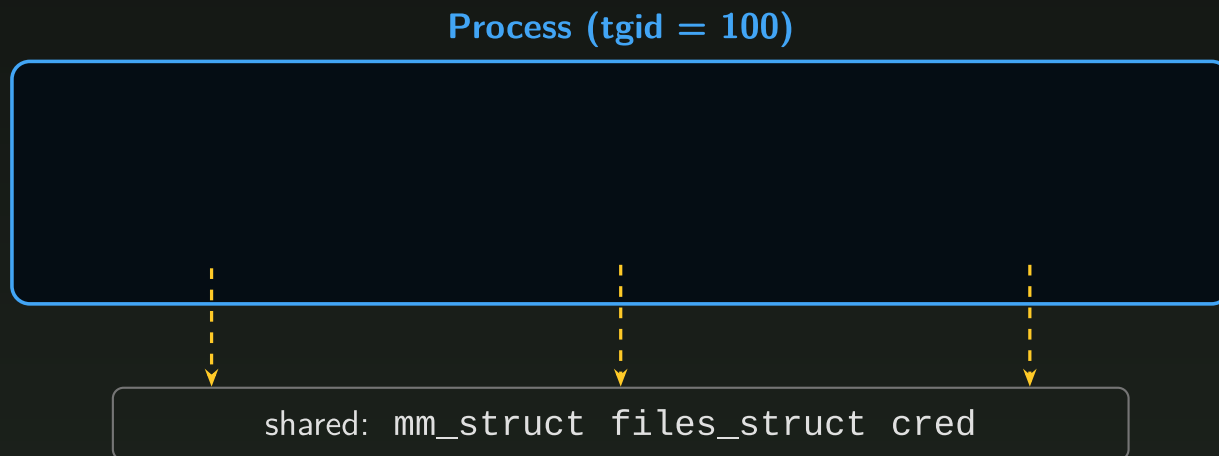 Process (tgid = 100)
shared: mm_struct files_struct cred